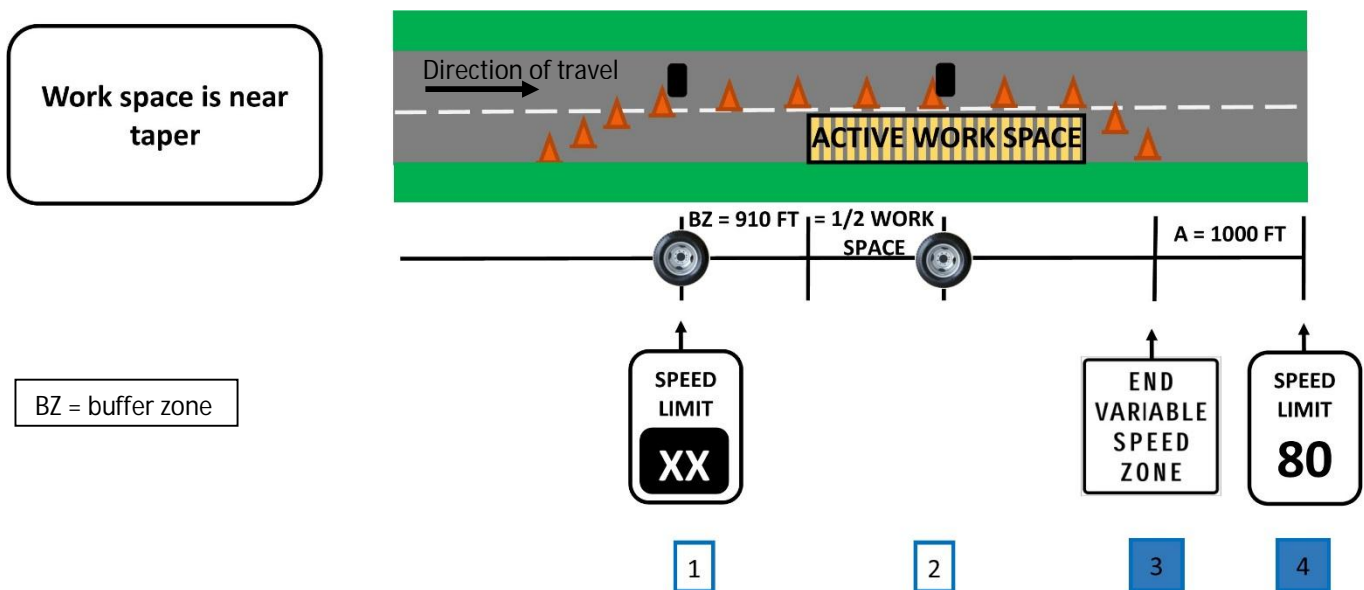 Work space is near
taper
Direction of travel
ACTIVE WORK SPACE
BZ = 910 FT
= 1/2 WORK
SPACE
A = 1000 FT
BZ = buffer zone
SPEED
LIMIT
XX
END
VARIABLE
SPEED
ZONE
SPEED
LIMIT
80
1
2
3
4